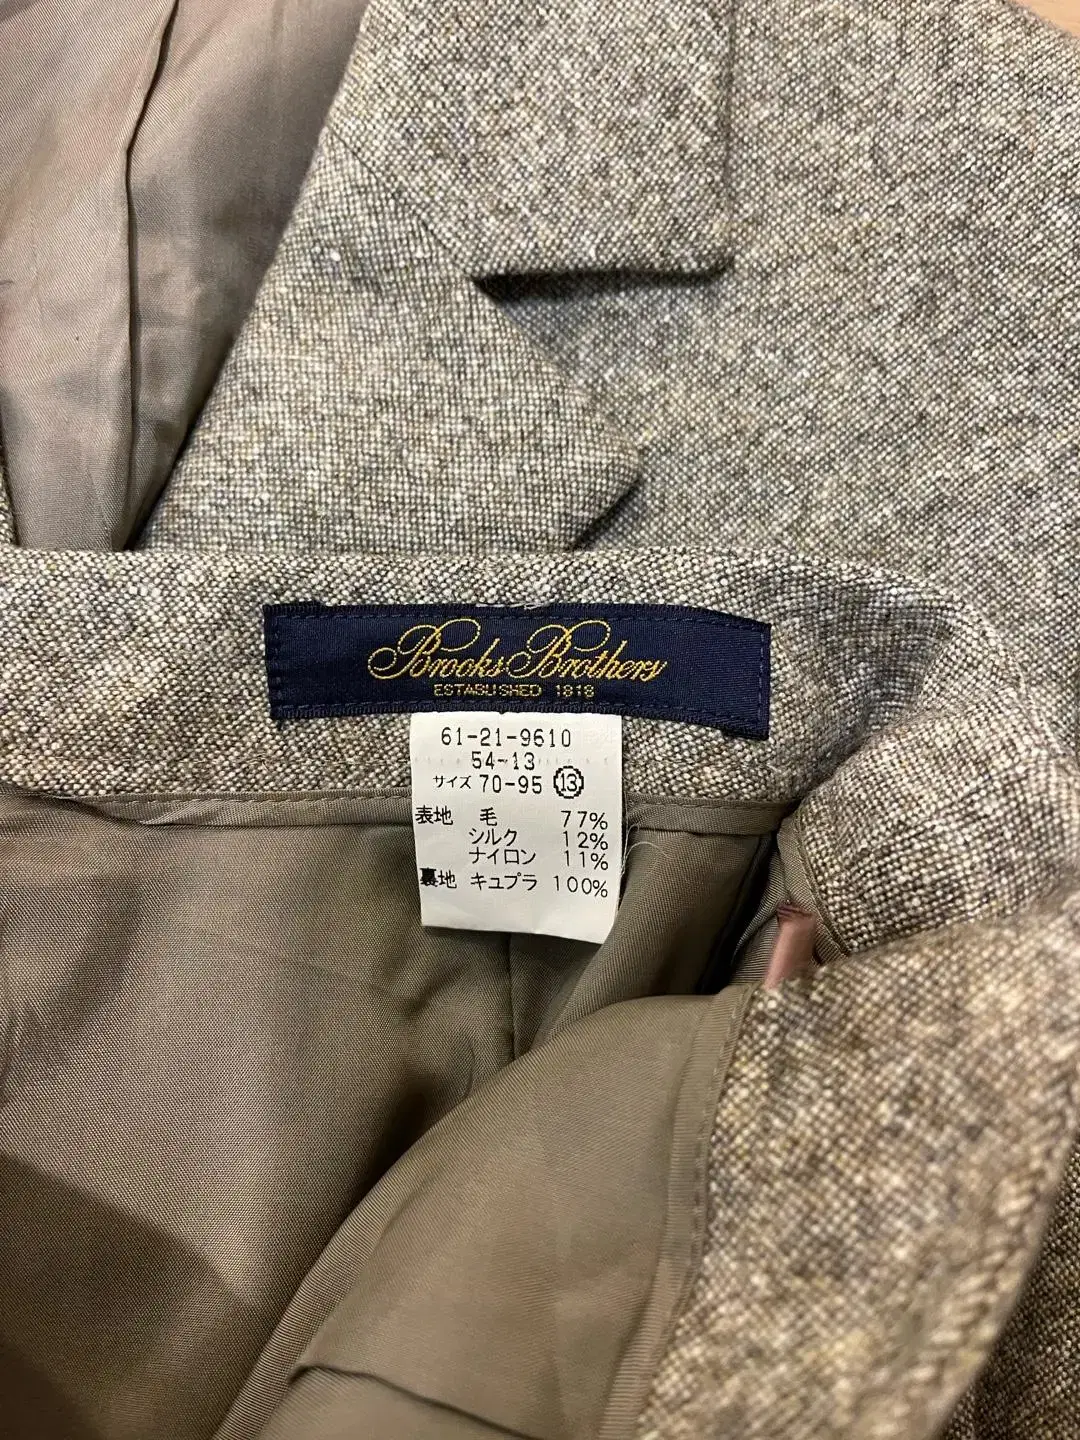 Brooks Brothers
ESTABLISHED 1818
61-21-9610
54-13
サイズ 70-95 ⑬
表地 毛 77%
シルク 12%
ナイロン 11%
裏地 キュプラ 100%